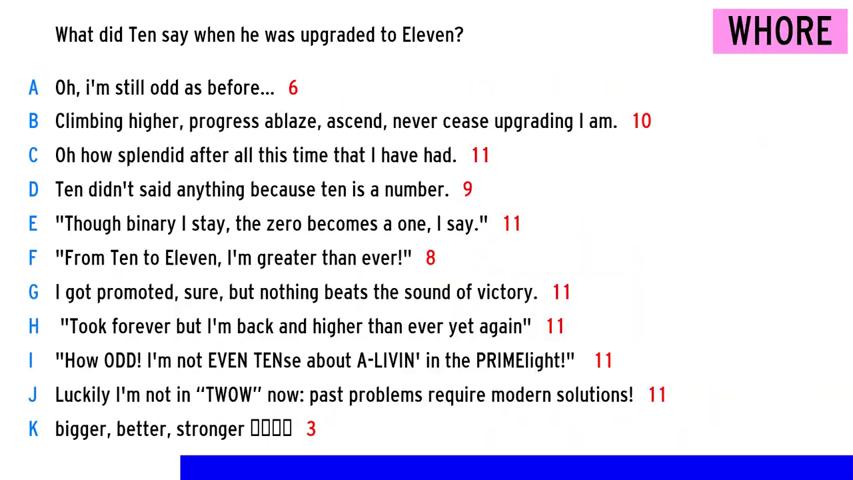 What did Ten say when he was upgraded to Eleven?
WHORE
A Oh, i'm still odd as before... 6
B Climbing higher, progress ablaze, ascend, never cease upgrading I am. 10
C Oh how splendid after all this time that I have had. 11
D Ten didn't said anything because ten is a number. 9
E "Though binary I stay, the zero becomes a one, I say." 11
F "From Ten to Eleven, I'm greater than ever!" 8
G I got promoted, sure, but nothing beats the sound of victory. 11
H "Took forever but I'm back and higher than ever yet again" 11
I "How ODD! I'm not EVEN TENse about A-LIVIN' in the PRIMElight!" 11
J Luckily I'm not in “TWOW” now: past problems require modern solutions! 11
K bigger, better, stronger ▯▯▯▯ 3